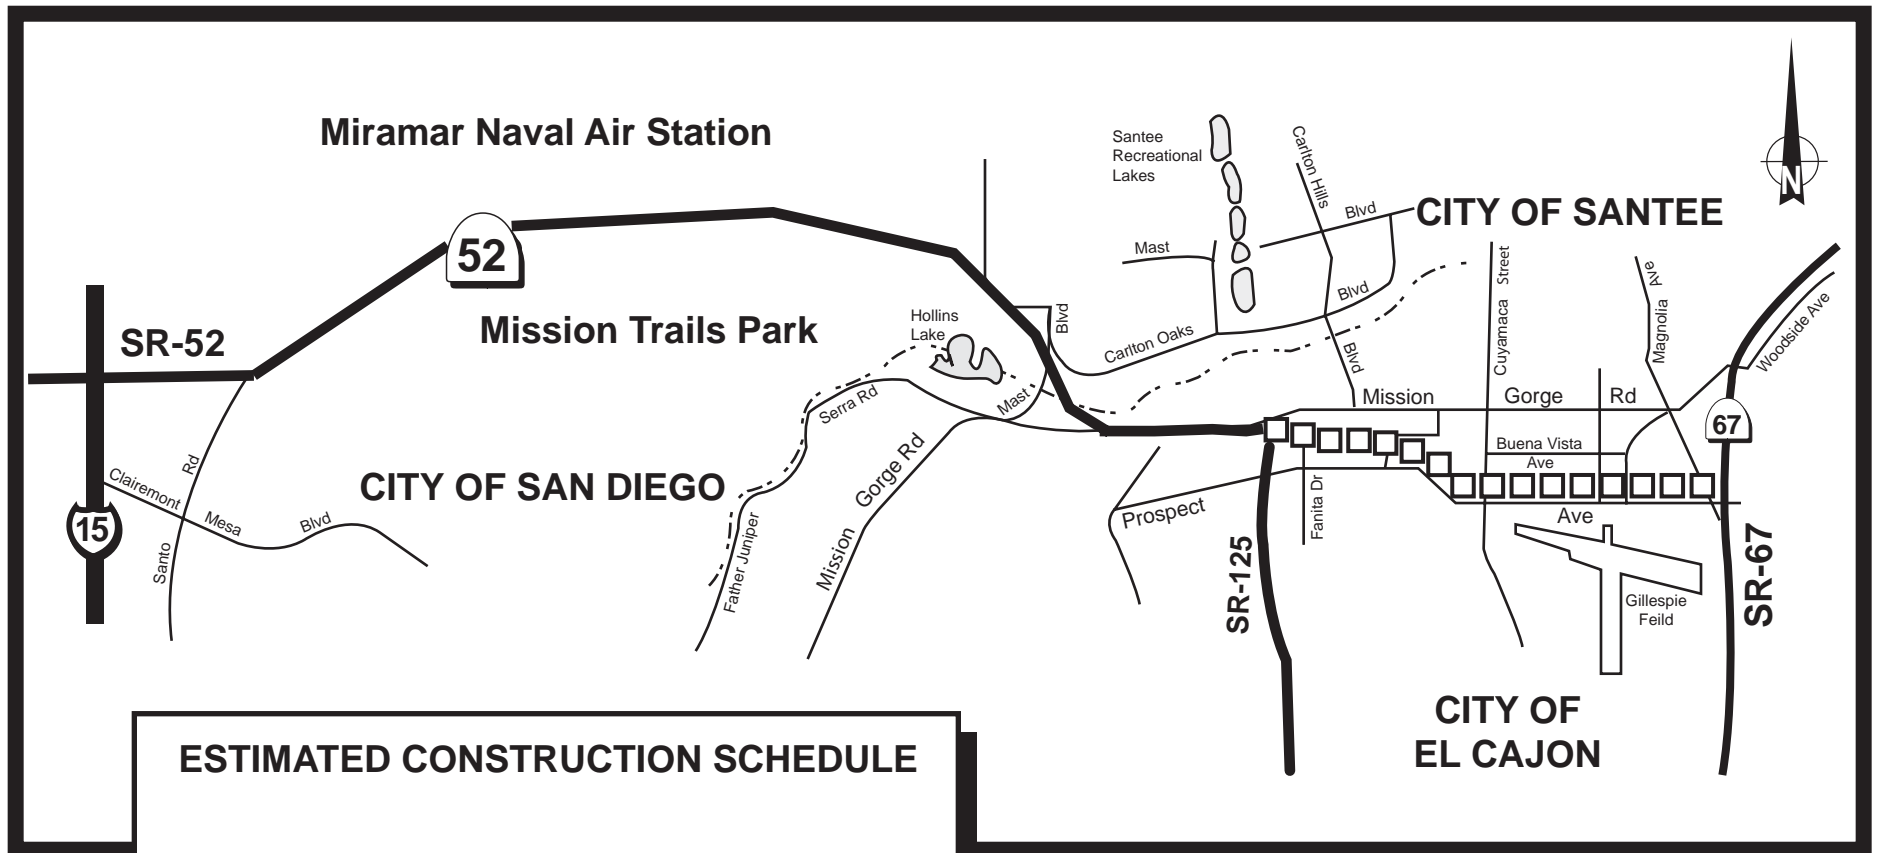 Miramar Naval Air Station
Santee
Recreational
Lakes
Carlton Hills
Blvd
CITY OF SANTEE
N
52
Mast
SR-52
Mission Trails Park
Hollins
Lake
Blvd
Carlton Oaks
Blvd
Blvd
Cuyamaca Street
Magnolia Ave
Woodside Ave
Serra Rd
Mast
Mission Gorge Rd
67
Buena Vista
Ave
Clairemont
Mesa
Blvd
Rd
Santo
15
CITY OF SAN DIEGO
Father Juniper
Mission Gorge Rd
Prospect
Fanita Dr
Ave
SR-125
Gillespie
Feild
SR-67
CITY OF
EL CAJON
ESTIMATED CONSTRUCTION SCHEDULE